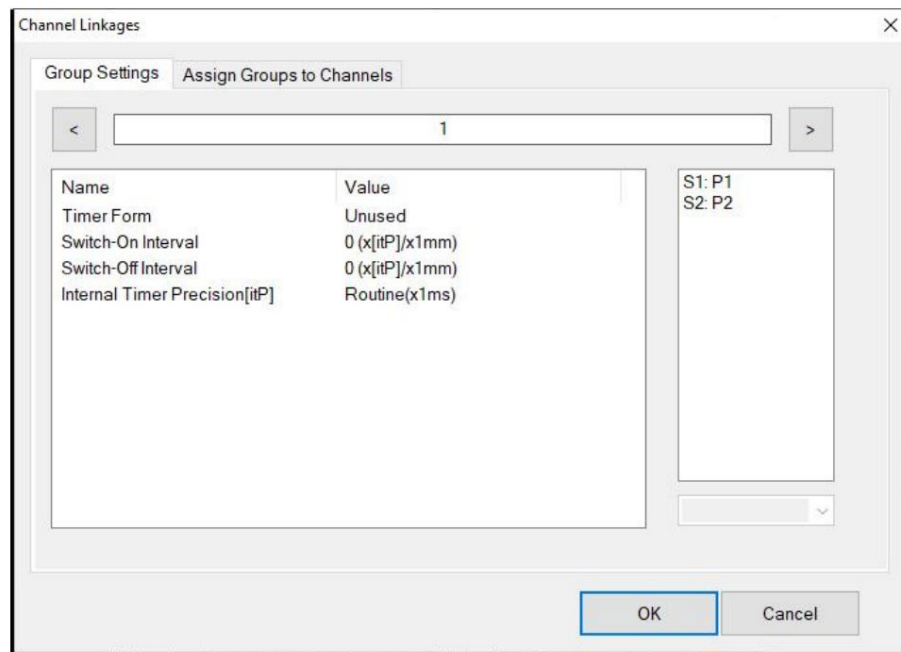 Channel Linkages
Group Settings Assign Groups to Channels
< 1 >
Name Value
Timer Form Unused
Switch-On Interval 0 (x[itP]/x1mm)
Switch-Off Interval 0 (x[itP]/x1mm)
Internal Timer Precision[itP] Routine(x1ms)
S1: P1
S2: P2
OK Cancel